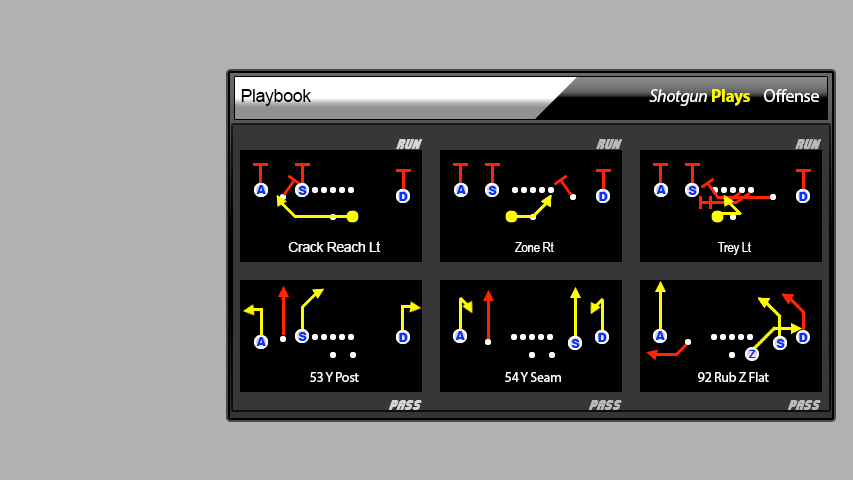 Playbook Shotgun Plays Offense
RUN RUN RUN
A S D A S D A S D
Crack Reach Lt Zone Rt Trey Lt
A S D A S D A Z S D
53 Y Post 54 Y Seam 92 Rub Z Flat
PASS PASS PASS